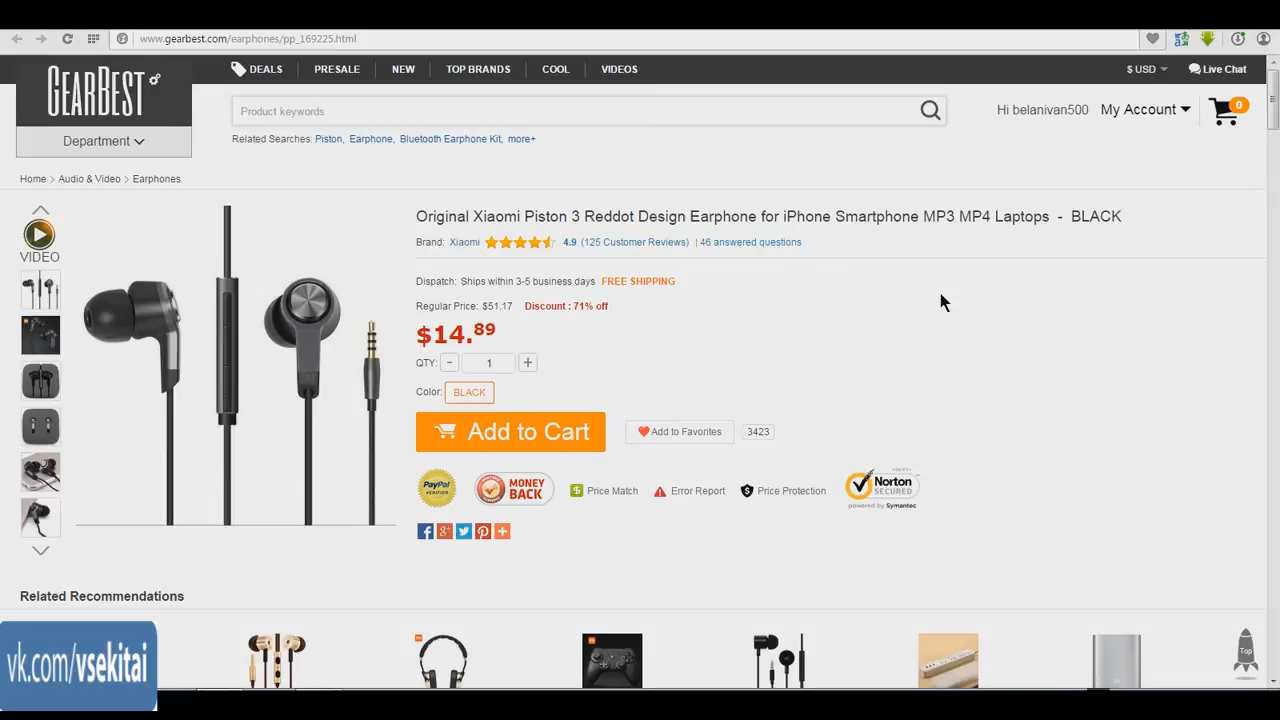 www.gearbest.com/earphones/pp_169225.html
DEALS PRESALE NEW TOP BRANDS COOL VIDEOS $ USD Live Chat
GEARBEST
Product keywords
Hi belanivan500 My Account 0
Department
Related Searches: Piston, Earphone, Bluetooth Earphone Kit, more+
Home > Audio & Video > Earphones
Original Xiaomi Piston 3 Reddot Design Earphone for iPhone Smartphone MP3 MP4 Laptops - BLACK
VIDEO
Brand: Xiaomi 4.9 (125 Customer Reviews) | 46 answered questions
Dispatch: Ships within 3-5 business days FREE SHIPPING
Regular Price: $51.17 Discount : 71% off
$14.89
QTY: - 1 +
Color: BLACK
Add to Cart Add to Favorites 3423
PayPal VERIFIED MONEY BACK Price Match Error Report Price Protection Norton SECURED powered by Symantec
Related Recommendations
vk.com/vsekitai
Top